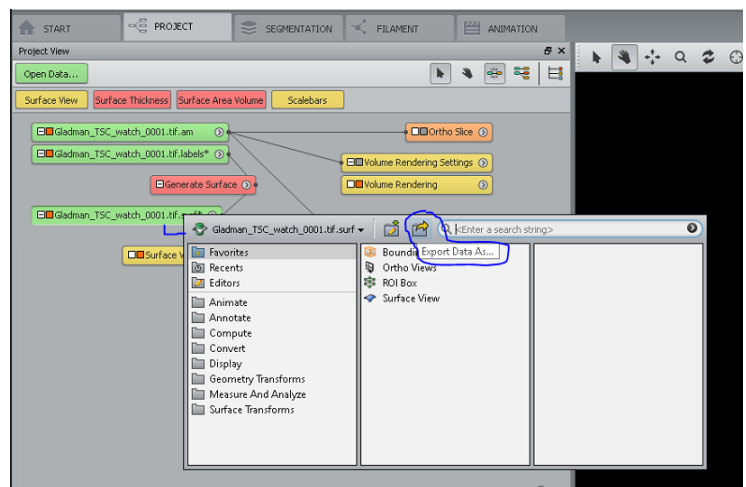 START PROJECT SEGMENTATION FILAMENT ANIMATION
Project View
Open Data...
Surface View Surface Thickness Surface Area Volume Scalebars
Gladman_TSC_watch_0001.tif.am Ortho Slice
Gladman_TSC_watch_0001.tif.labels* Volume Rendering Settings
Generate Surface Volume Rendering
Gladman_TSC_watch_0001.tif.surf*
Gladman_TSC_watch_0001.tif.surf <Enter a search string>
Surface V
Favorites
Recents
Editors
Animate
Annotate
Compute
Convert
Display
Geometry Transforms
Measure And Analyze
Surface Transforms
Boundin
Export Data As...
Ortho Views
ROI Box
Surface View